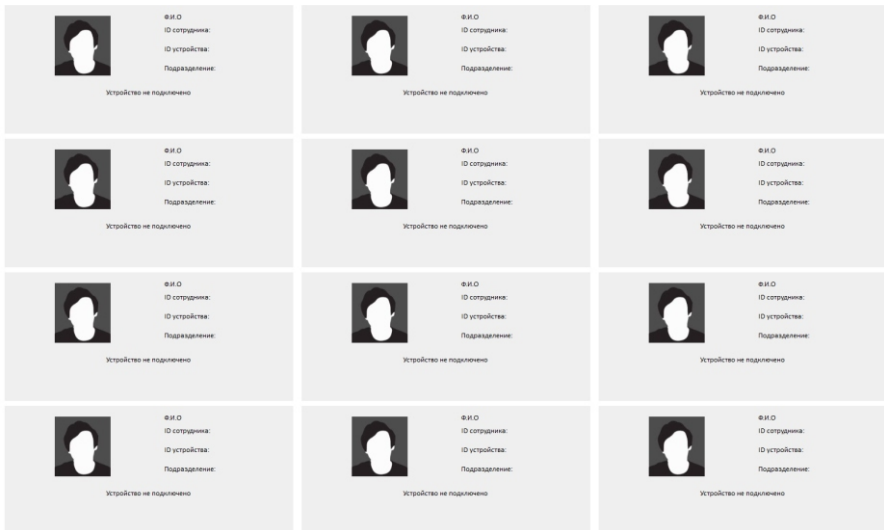 Ф.И.О
ID сотрудника:
ID устройства:
Подразделение:
Устройство не подключено
Ф.И.О
ID сотрудника:
ID устройства:
Подразделение:
Устройство не подключено
Ф.И.О
ID сотрудника:
ID устройства:
Подразделение:
Устройство не подключено
Ф.И.О
ID сотрудника:
ID устройства:
Подразделение:
Устройство не подключено
Ф.И.О
ID сотрудника:
ID устройства:
Подразделение:
Устройство не подключено
Ф.И.О
ID сотрудника:
ID устройства:
Подразделение:
Устройство не подключено
Ф.И.О
ID сотрудника:
ID устройства:
Подразделение:
Устройство не подключено
Ф.И.О
ID сотрудника:
ID устройства:
Подразделение:
Устройство не подключено
Ф.И.О
ID сотрудника:
ID устройства:
Подразделение:
Устройство не подключено
Ф.И.О
ID сотрудника:
ID устройства:
Подразделение:
Устройство не подключено
Ф.И.О
ID сотрудника:
ID устройства:
Подразделение:
Устройство не подключено
Ф.И.О
ID сотрудника:
ID устройства:
Подразделение:
Устройство не подключено